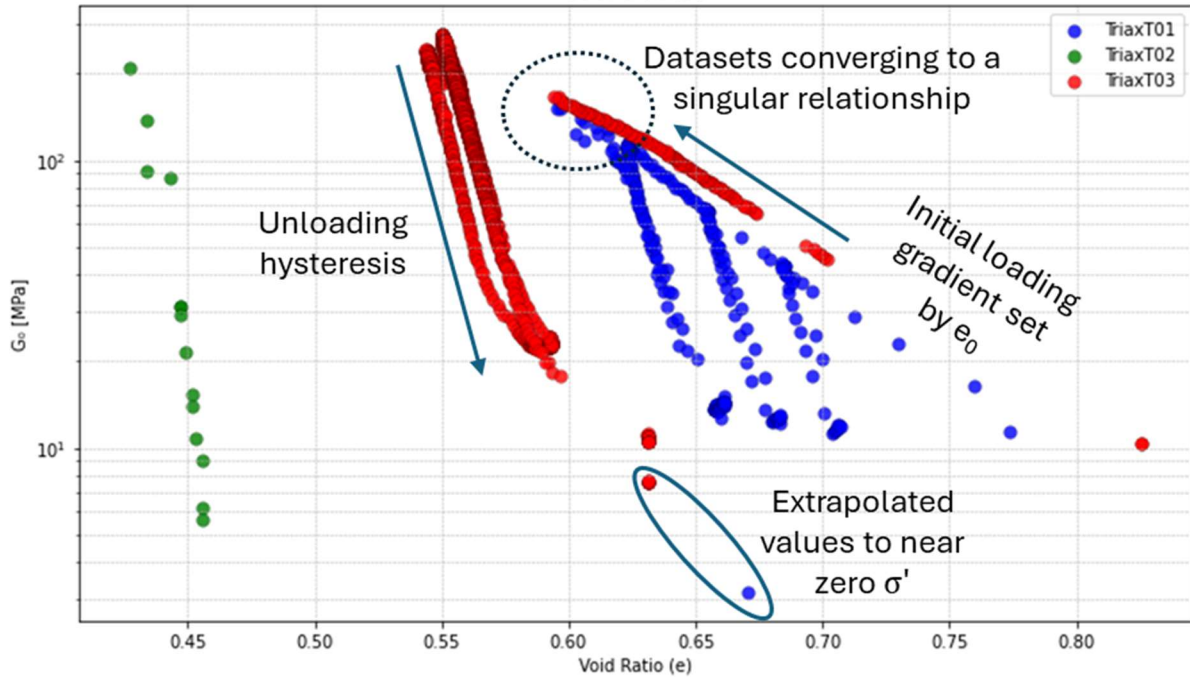 TriaxT01
TriaxT02
TriaxT03
Datasets converging to a
singular relationship
Unloading
hysteresis
Initial loading
gradient set
by e₀
Extrapolated
values to near
zero σ'
G₀ [MPa]
10²
10¹
0.45 0.50 0.55 0.60 0.65 0.70 0.75 0.80
Void Ratio (e)